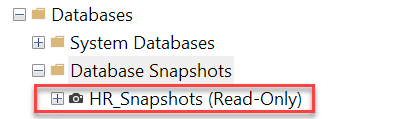 Databases
System Databases
Database Snapshots
HR_Snapshots (Read-Only)